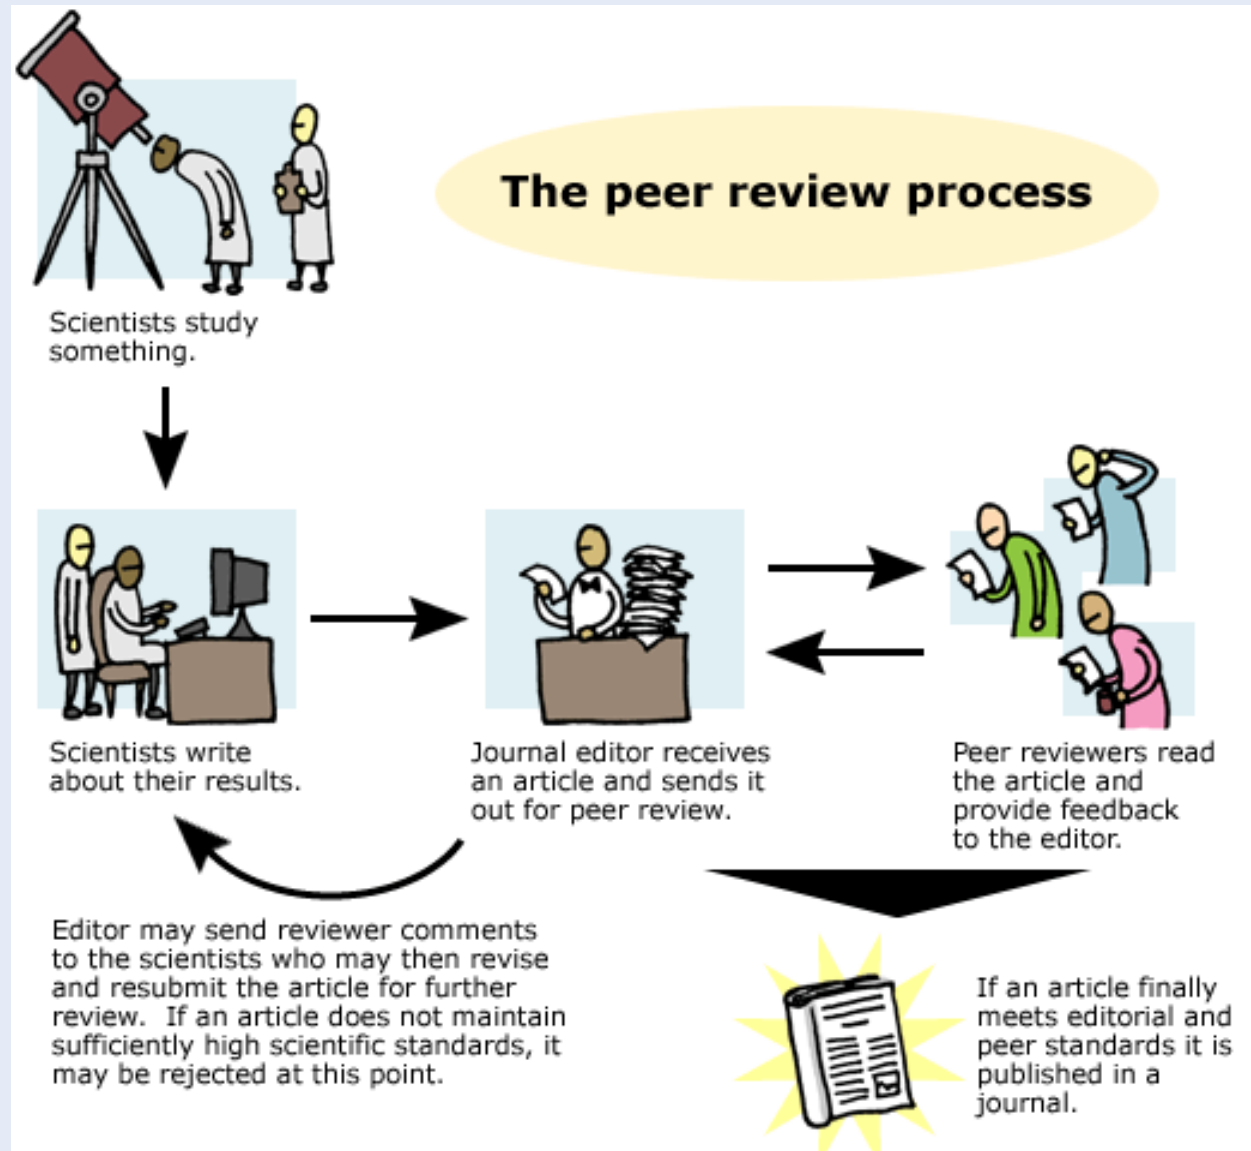 The peer review process
Scientists study
something.
Scientists write
about their results.
Journal editor receives
an article and sends it
out for peer review.
Peer reviewers read
the article and
provide feedback
to the editor.
Editor may send reviewer comments
to the scientists who may then revise
and resubmit the article for further
review.  If an article does not maintain
sufficiently high scientific standards, it
may be rejected at this point.
If an article finally
meets editorial and
peer standards it is
published in a
journal.